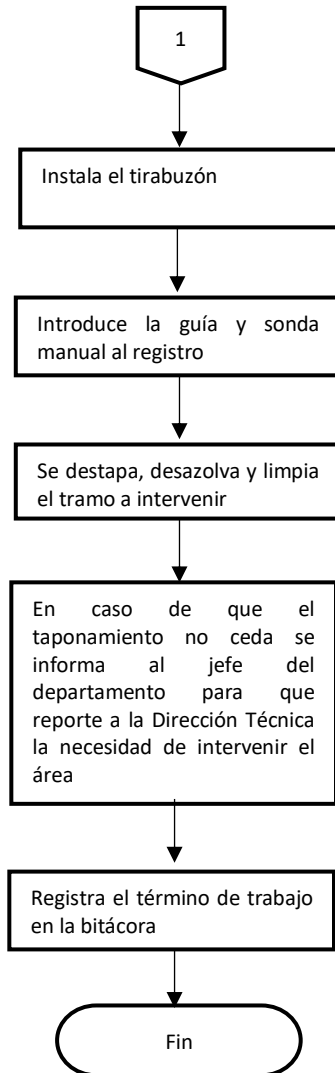 1
Instala el tirabuzón
Introduce la guía y sonda
manual al registro
Se destapa, desazolva y limpia
el tramo a intervenir
En caso de que el
taponamiento no ceda se
informa al jefe del
departamento para que
reporte a la Dirección Técnica
la necesidad de intervenir el
área
Registra el término de trabajo
en la bitácora
Fin